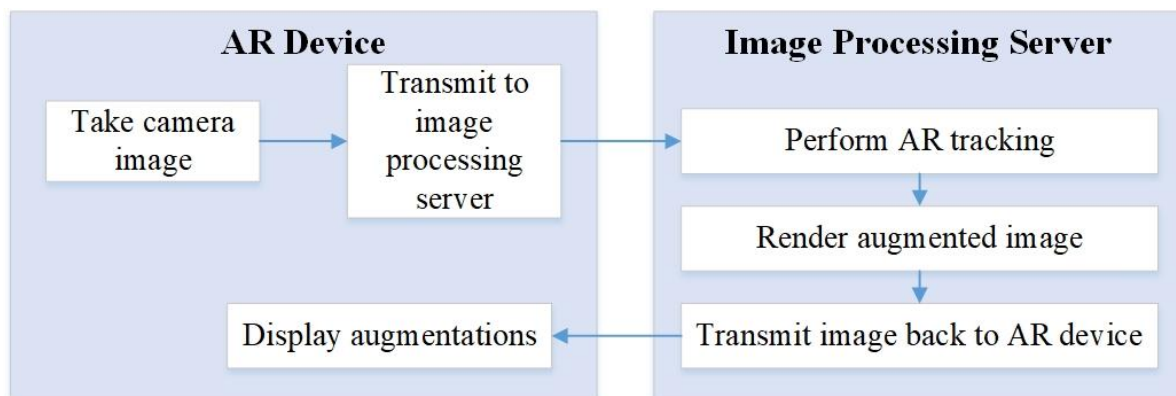 AR Device
Take camera
image
Transmit to
image
processing
server
Display augmentations
Image Processing Server
Perform AR tracking
Render augmented image
Transmit image back to AR device